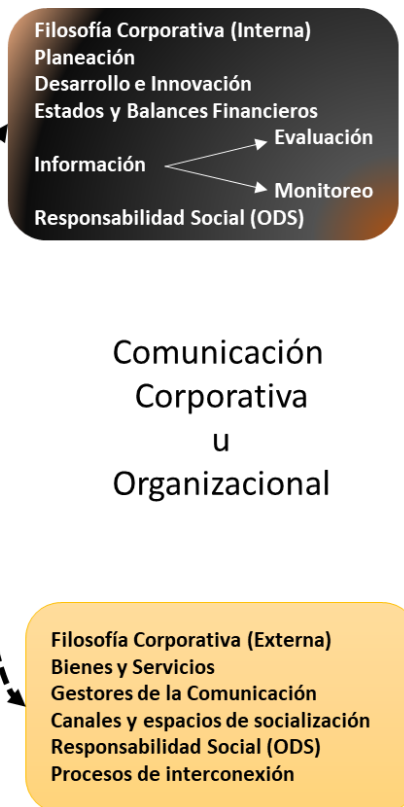 Filosofía Corporativa (Interna)
Planeación
Desarrollo e Innovación
Estados y Balances Financieros
Evaluación
Información
Monitoreo
Responsabilidad Social (ODS)
Comunicación
Corporativa
u
Organizacional
Filosofía Corporativa (Externa)
Bienes y Servicios
Gestores de la Comunicación
Canales y espacios de socialización
Responsabilidad Social (ODS)
Procesos de interconexión